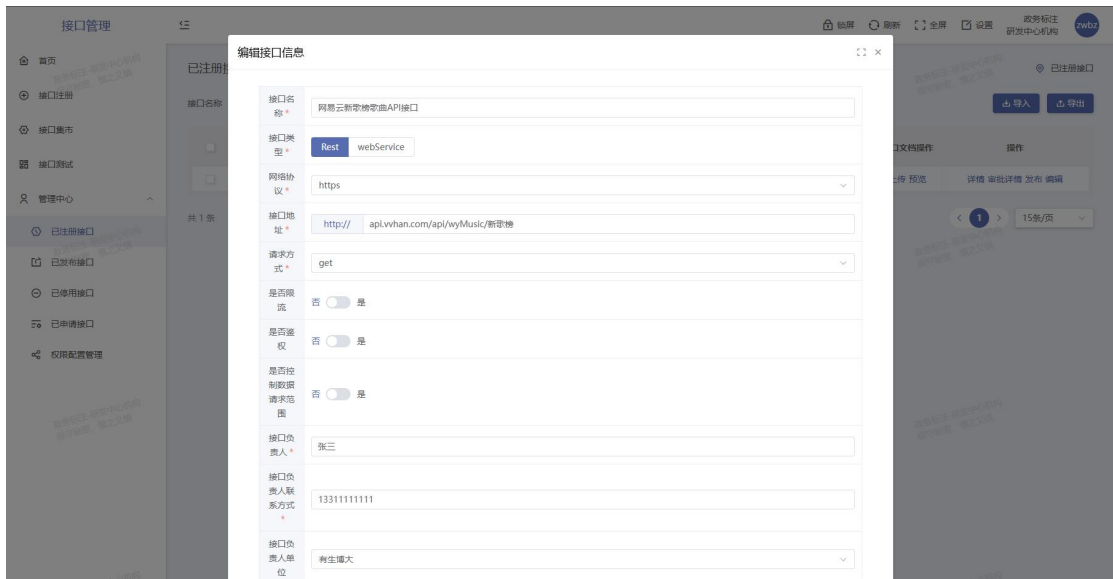 接口管理
锁屏 刷新 全屏 设置
政务标注
研发中心机构
zwbz
首页
接口注册
接口集市
接口测试
管理中心
已注册接口
已发布接口
已停用接口
已申请接口
权限配置管理
已注册接
已注册接口
接口名称
导入 导出
口文档操作 操作
上传 预览 详情 审批详情 发布 编辑
共 1 条
1
15条/页
编辑接口信息
接口名
称 *
网易云新歌榜歌曲API接口
接口类
型 *
Rest webService
网络协
议 *
https
接口地
址 *
http:// api.vvhan.com/api/wyMusic/新歌榜
请求方
式 *
get
是否限
流
否 是
是否鉴
权
否 是
是否控
制数据
请求范
围
否 是
接口负
责人 *
张三
接口负
责人联
系方式
*
13311111111
接口负
责人单
位
有生博大